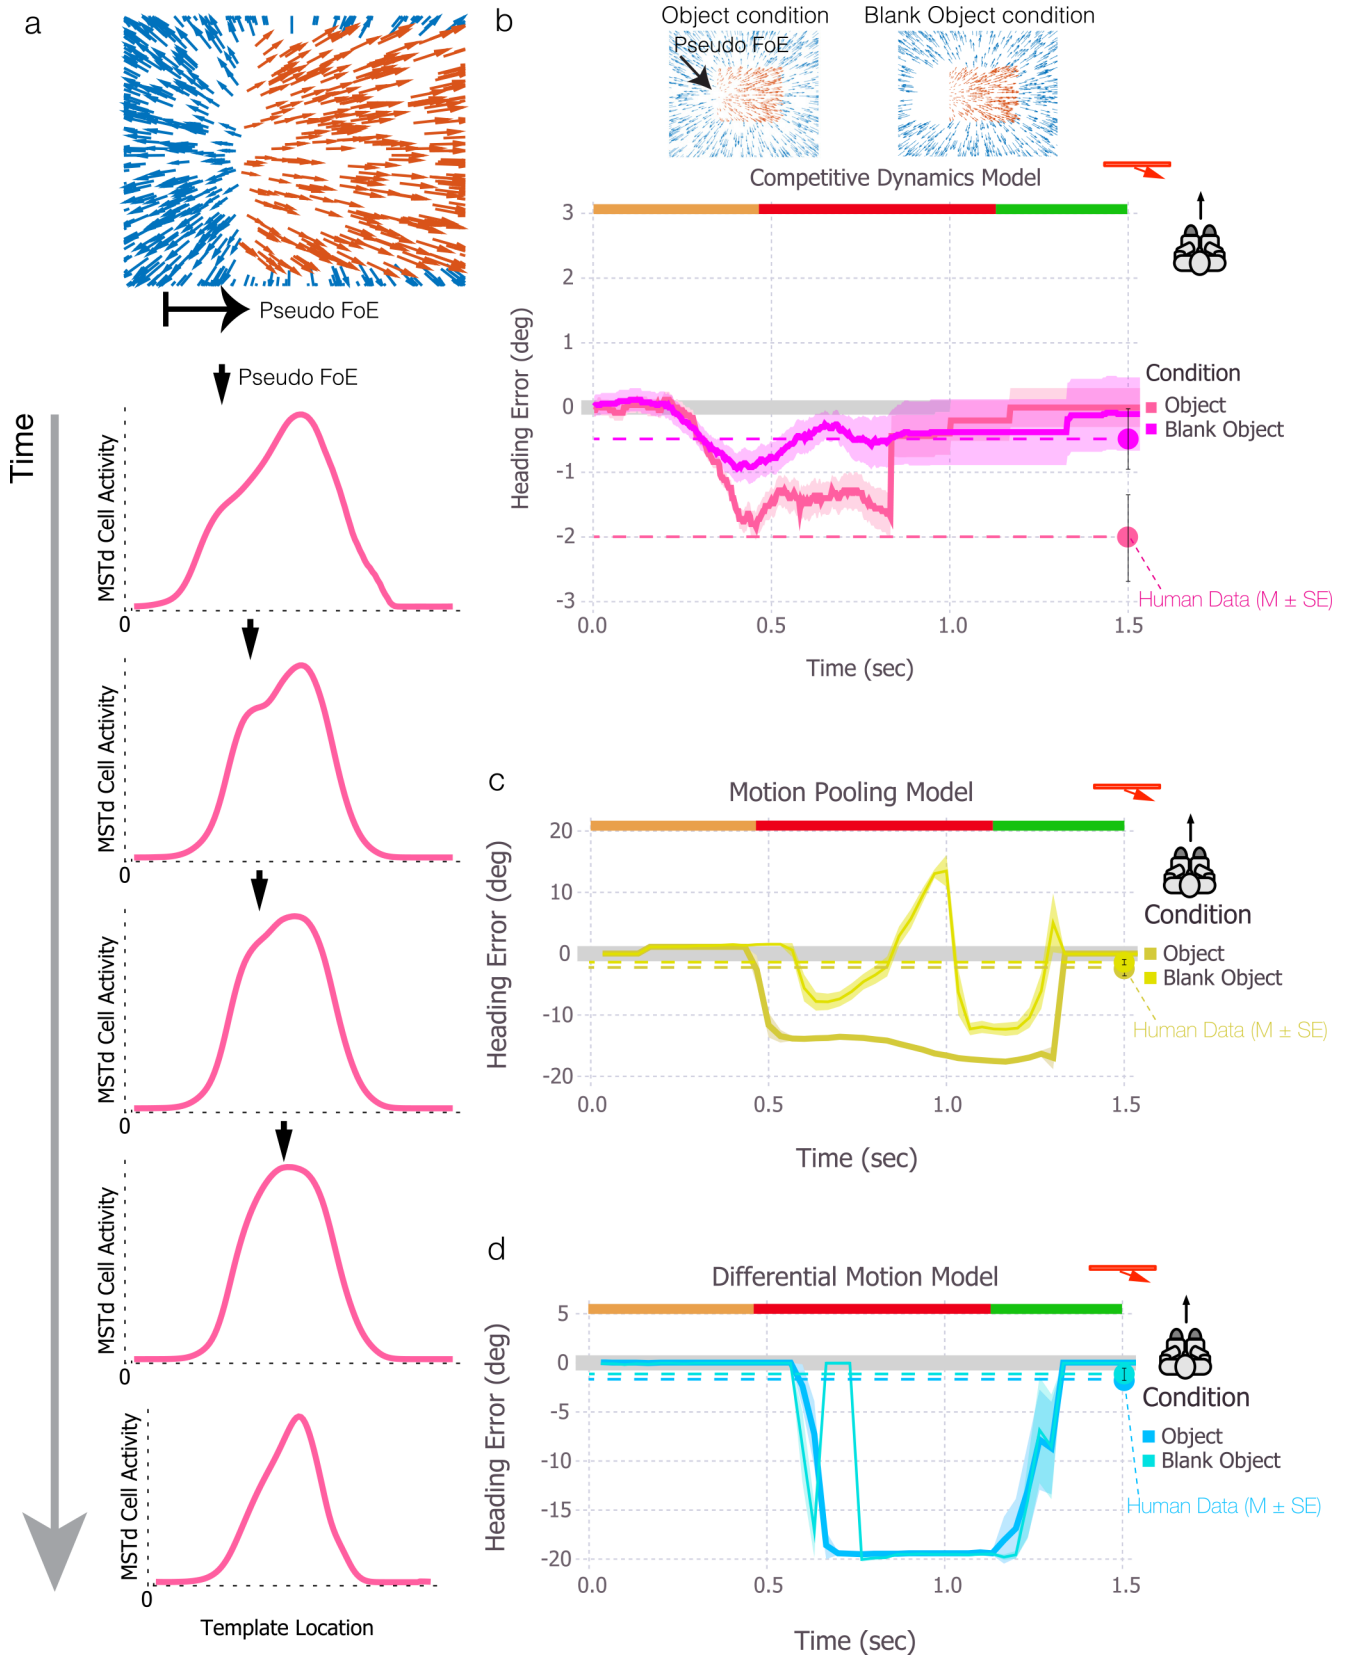 a
Pseudo FoE
Pseudo FoE
Time
MSTd Cell Activity
0
MSTd Cell Activity
0
MSTd Cell Activity
0
MSTd Cell Activity
0
MSTd Cell Activity
0
Template Location
b
Object condition
Blank Object condition
Pseudo FoE
Competitive Dynamics Model
Heading Error (deg)
3
2
1
0
-1
-2
-3
0.0
0.5
1.0
1.5
Time (sec)
Condition
Object
Blank Object
Human Data (M ± SE)
c
Motion Pooling Model
Heading Error (deg)
20
10
0
-10
-20
0.0
0.5
1.0
1.5
Time (sec)
Condition
Object
Blank Object
Human Data (M ± SE)
d
Differential Motion Model
Heading Error (deg)
5
0
-5
-10
-15
-20
0.0
0.5
1.0
1.5
Time (sec)
Condition
Object
Blank Object
Human Data (M ± SE)